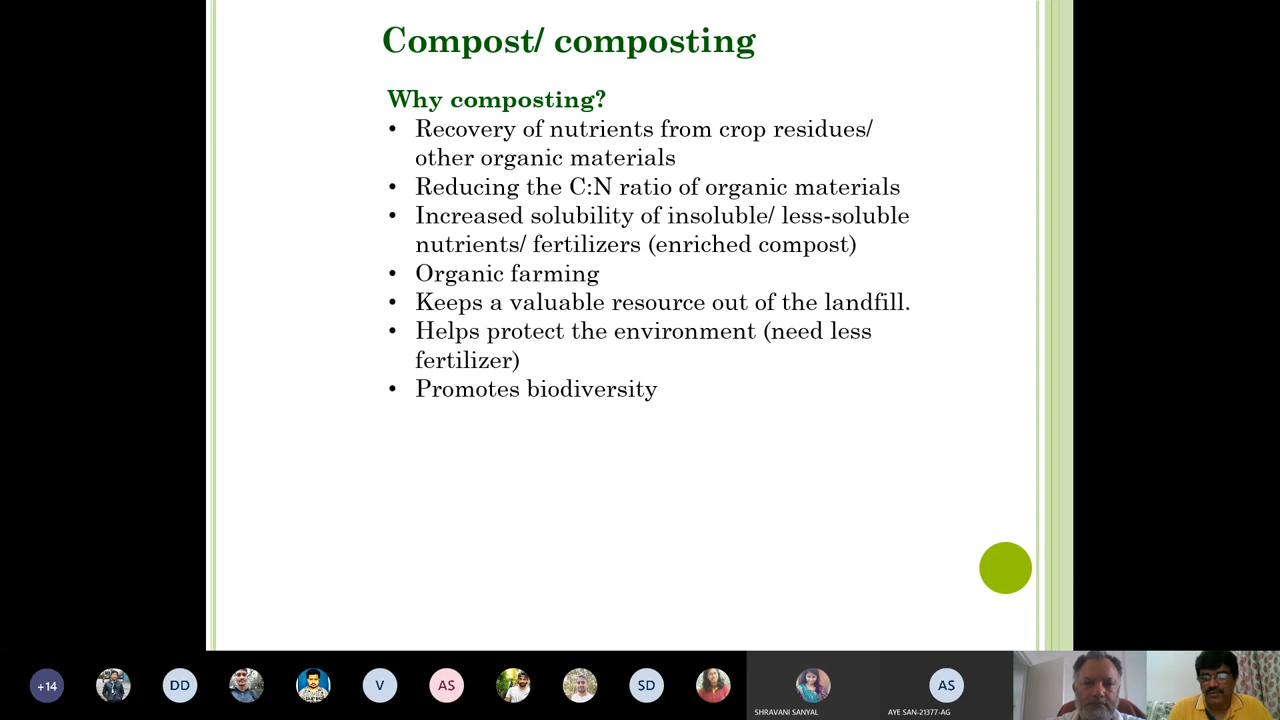 Compost/ composting
Why composting?
• Recovery of nutrients from crop residues/
other organic materials
• Reducing the C:N ratio of organic materials
• Increased solubility of insoluble/ less-soluble
nutrients/ fertilizers (enriched compost)
• Organic farming
• Keeps a valuable resource out of the landfill.
• Helps protect the environment (need less
fertilizer)
• Promotes biodiversity
+14 DD V AS SD AS
SHRAVANI SANYAL AYE SAN-21377-AG